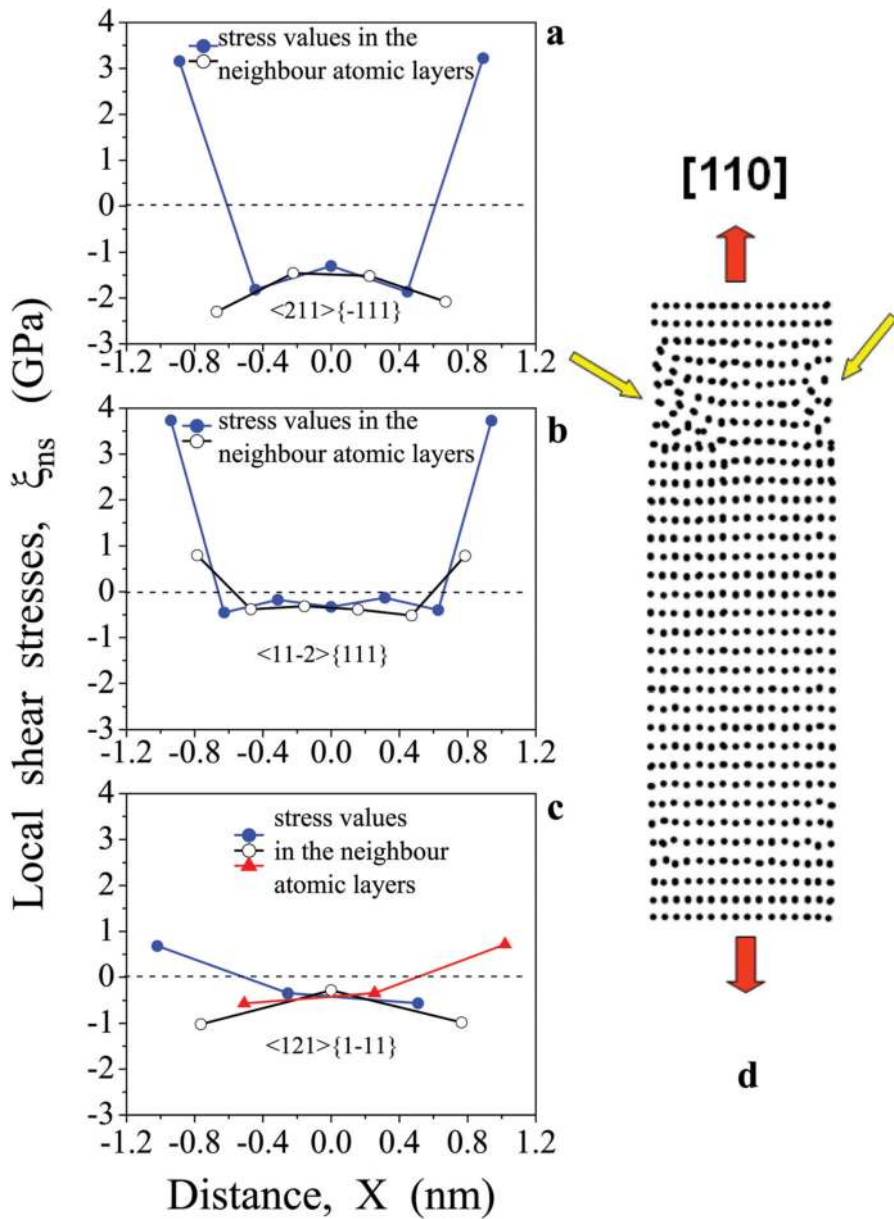 Local shear stresses, ξns (GPa)
a
stress values in the
neighbour atomic layers
4
3
2
1
0
-1
-2
-3
<211>{-111}
-1.2 -0.8 -0.4 0.0 0.4 0.8 1.2
b
stress values in the
neighbour atomic layers
4
3
2
1
0
-1
-2
-3
<11-2>{111}
-1.2 -0.8 -0.4 0.0 0.4 0.8 1.2
c
stress values
in the neighbour
atomic layers
4
3
2
1
0
-1
-2
-3
<121>{1-11}
-1.2 -0.8 -0.4 0.0 0.4 0.8 1.2
Distance, X (nm)
[110]
d